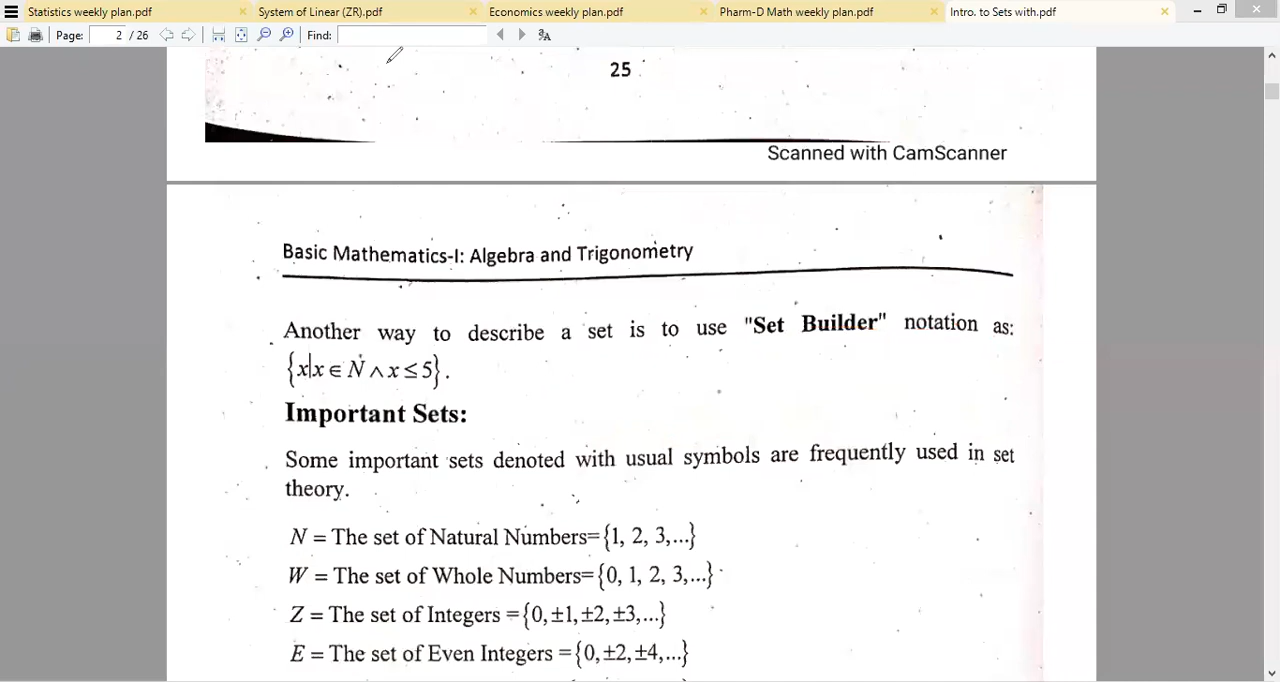 Statistics weekly plan.pdf × System of Linear (ZR).pdf × Economics weekly plan.pdf × Pharm-D Math weekly plan.pdf × Intro. to Sets with.pdf ×
Page: 2 / 26 Find:
25
Scanned with CamScanner
Basic Mathematics-I: Algebra and Trigonometry
Another way to describe a set is to use "Set Builder" notation as:
{x|x ∈ N ∧ x ≤ 5}.
Important Sets:
Some important sets denoted with usual symbols are frequently used in set
theory.
N = The set of Natural Numbers={1, 2, 3,...}
W = The set of Whole Numbers={0, 1, 2, 3,...}
Z = The set of Integers ={0, ±1, ±2, ±3,...}
E = The set of Even Integers ={0, ±2, ±4,...}